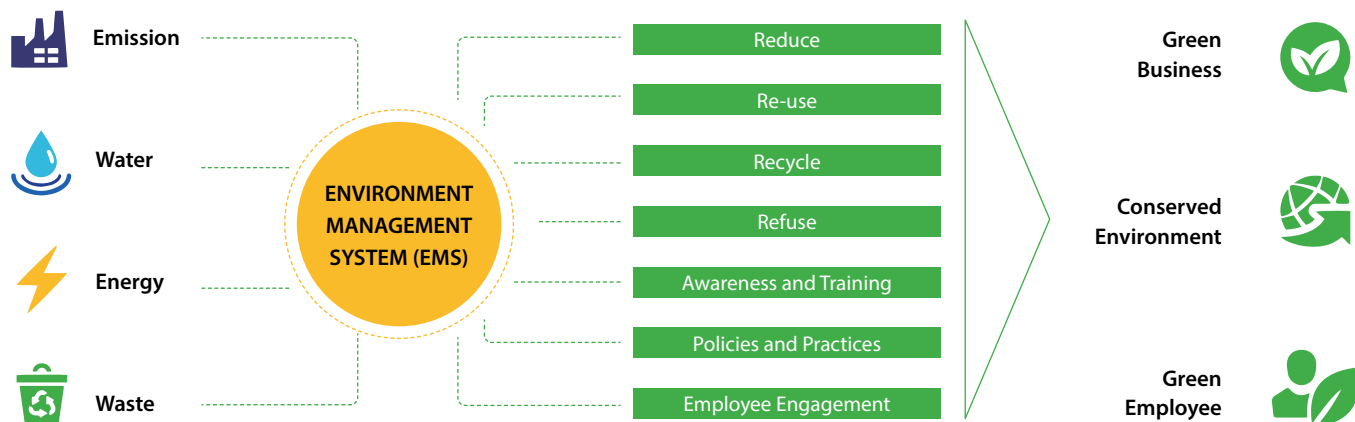 Emission
Water
Energy
Waste
ENVIRONMENT
MANAGEMENT
SYSTEM (EMS)
Reduce
Re-use
Recycle
Refuse
Awareness and Training
Policies and Practices
Employee Engagement
Green
Business
Conserved
Environment
Green
Employee